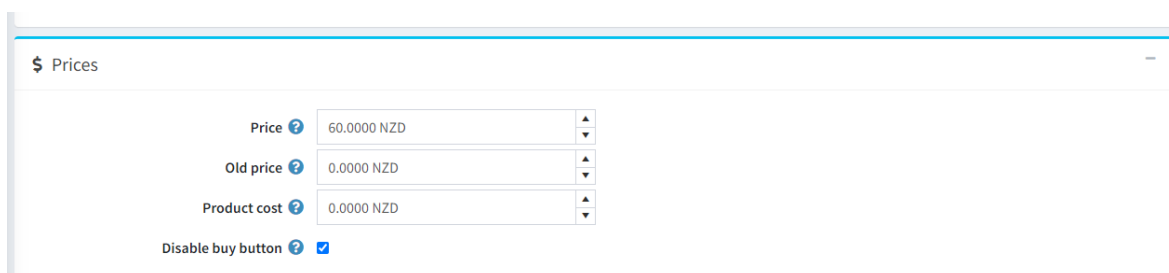 $ Prices
Price ? 60.0000 NZD
Old price ? 0.0000 NZD
Product cost ? 0.0000 NZD
Disable buy button ?